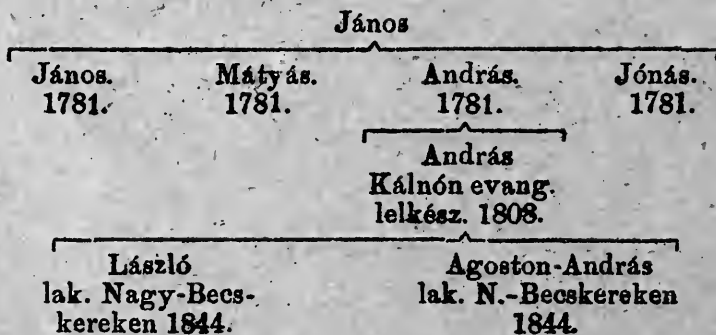 János
János. Mátyás. András. Jónás.
1781. 1781. 1781. 1781.
András
Kálnón evang.
lelkész. 1808.
László Agoston-András
lak. Nagy-Becs- lak. N.-Becskereken
kereken 1844. 1844.